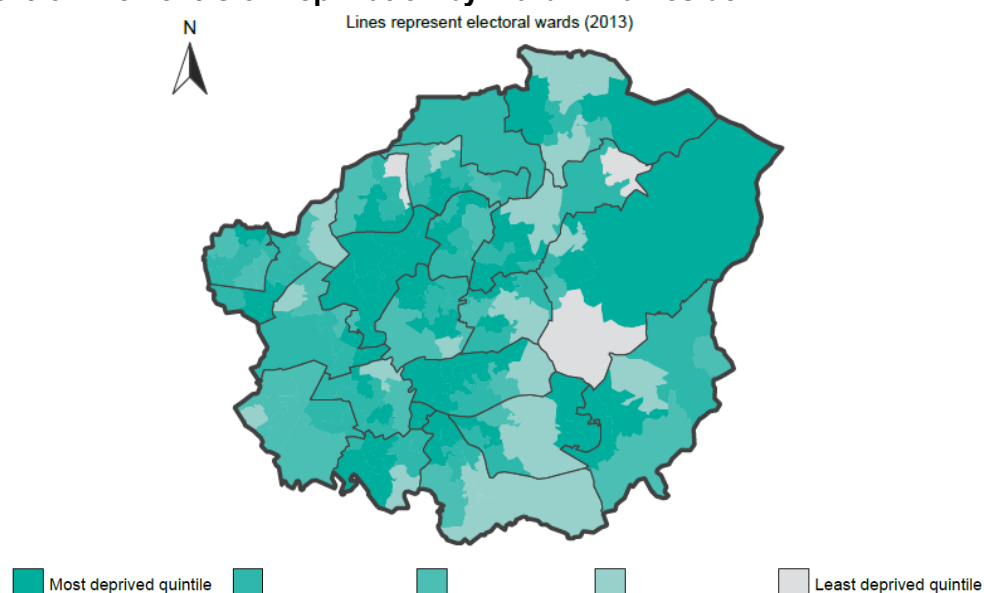 Lines represent electoral wards (2013)
N
Most deprived quintile
Least deprived quintile